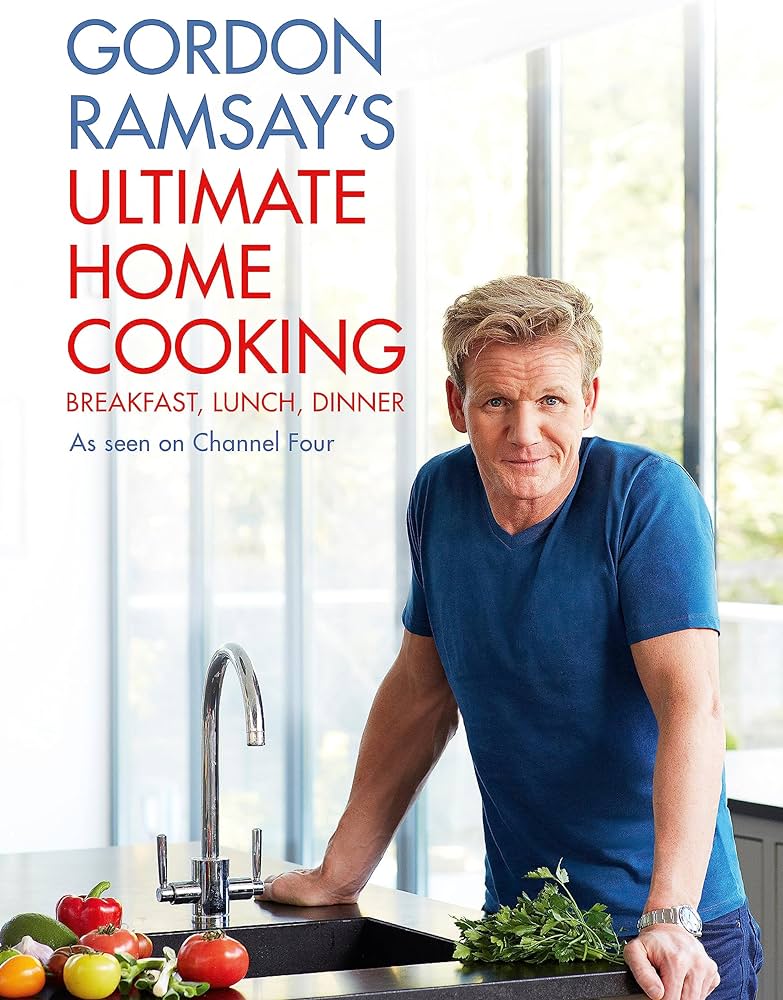 GORDON
RAMSAY’S
ULTIMATE
HOME
COOKING
BREAKFAST, LUNCH, DINNER
As seen on Channel Four